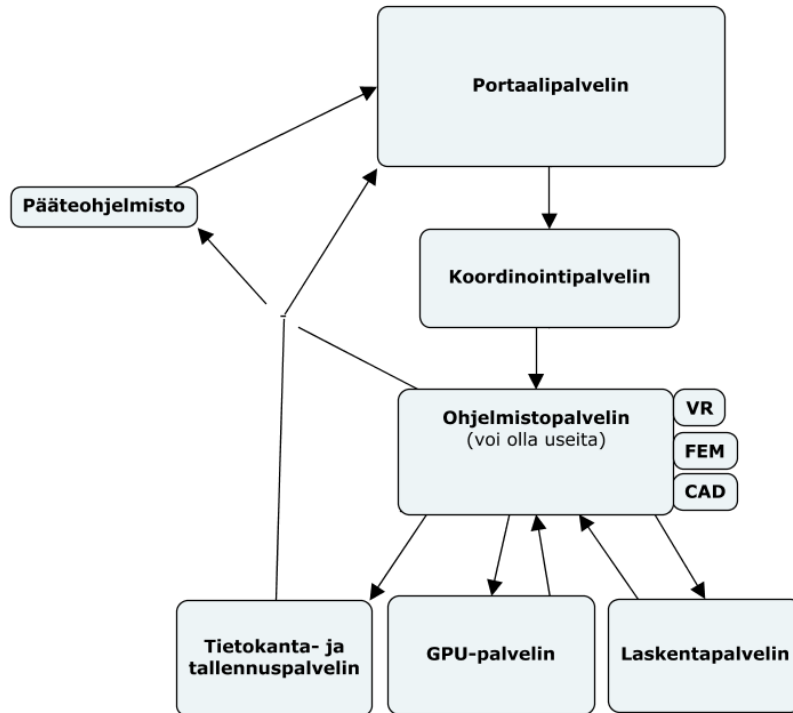 Portaalipalvelin
Pääteohjelmisto
Koordinointipalvelin
-
Ohjelmistopalvelin
(voi olla useita)
VR
FEM
CAD
Tietokanta- ja
tallennuspalvelin
GPU-palvelin
Laskentapalvelin